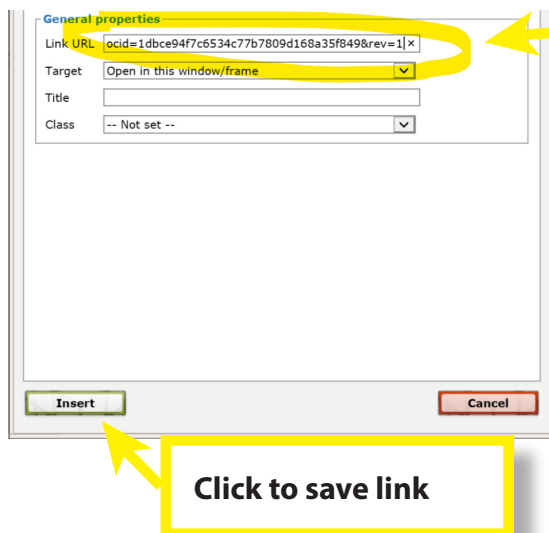 General properties
Link URL ocid=1dbce94f7c6534c77b7809d168a35f849&rev=1 ×
Target Open in this window/frame
Title
Class -- Not set --
Insert Cancel
Click to save link